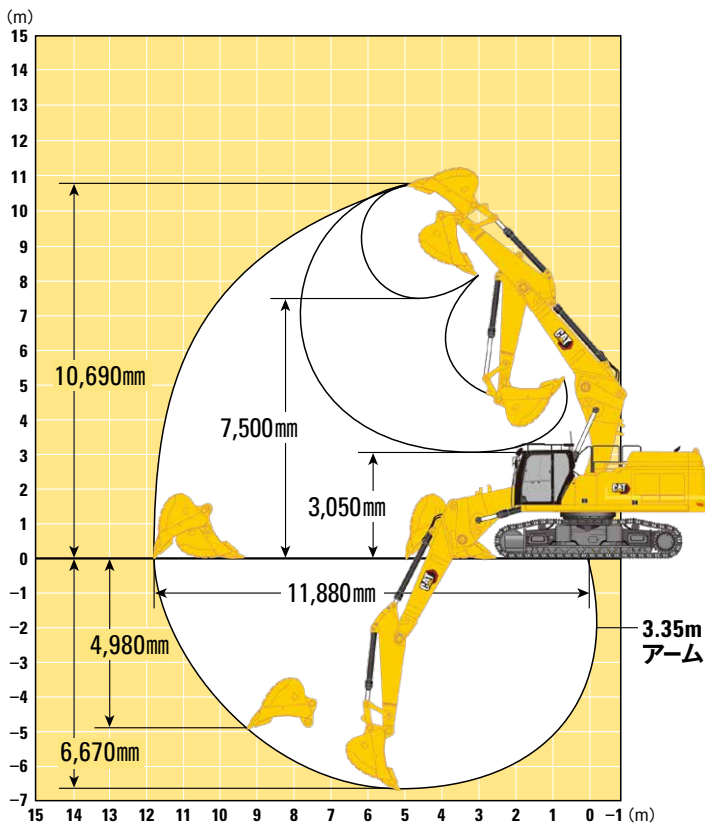 (m)
15
14
13
12
11
10
9
8
7
6
5
4
3
2
1
0
−1
−2
−3
−4
−5
−6
−7
10,690mm
7,500mm
3,050mm
11,880mm
4,980mm
6,670mm
CAT
CAT
CAT
3.35m
アーム
15 14 13 12 11 10 9 8 7 6 5 4 3 2 1 0 −1 (m)